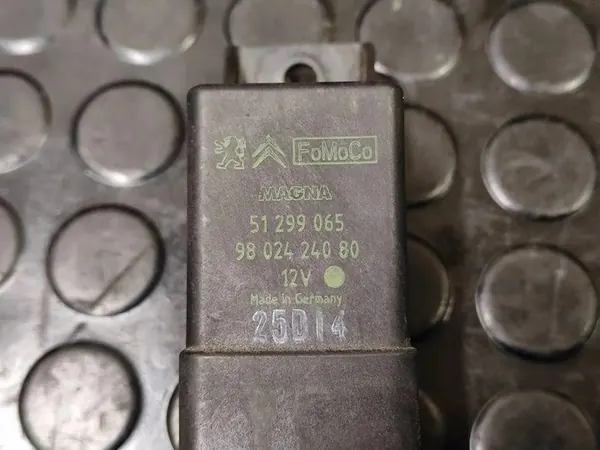 FoMoCo
MAGNA
51 299 065
98 024 240 80
12V
Made in Germany
25D14